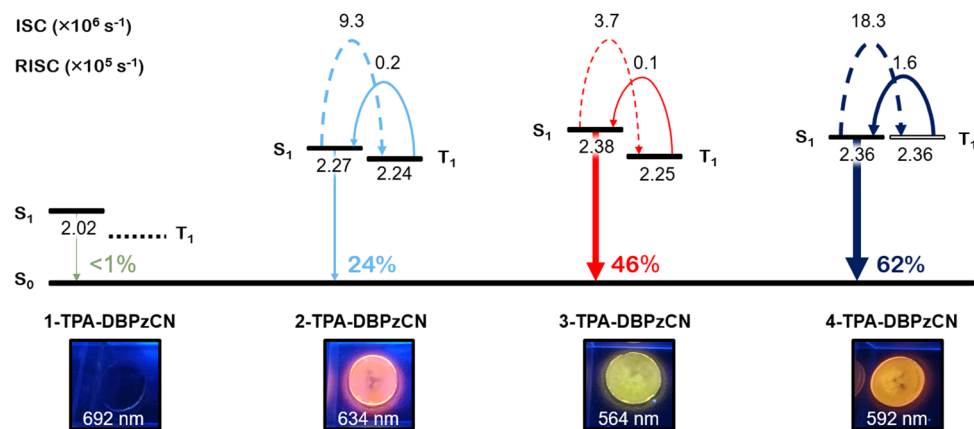 ISC (×10⁶ s⁻¹)
9.3
3.7
18.3
RISC (×10⁵ s⁻¹)
0.2
0.1
1.6
S₁
2.02
T₁
<1%
S₁
2.27
2.24
T₁
24%
S₁
2.38
2.25
T₁
46%
S₁
2.36
2.36
T₁
62%
S₀
1-TPA-DBPzCN
2-TPA-DBPzCN
3-TPA-DBPzCN
4-TPA-DBPzCN
692 nm
634 nm
564 nm
592 nm